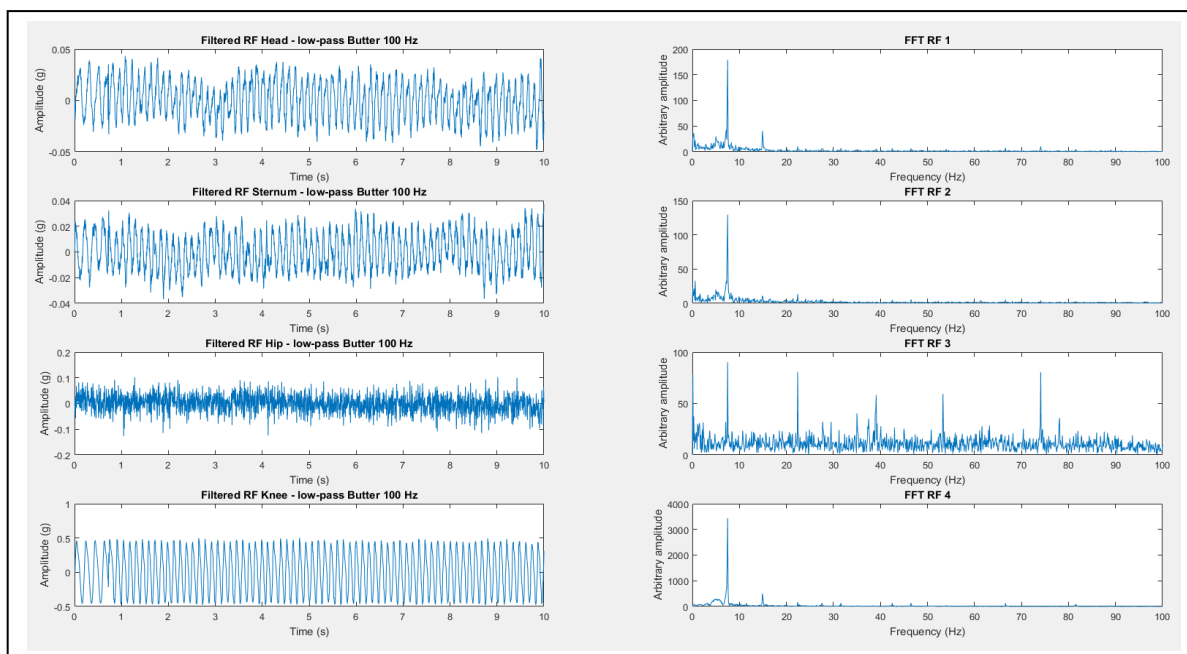 Filtered RF Head - low-pass Butter 100 Hz
Amplitude (g)
0.05
0
-0.05
0 1 2 3 4 5 6 7 8 9 10
Time (s)
FFT RF 1
Arbitrary amplitude
200
150
100
50
0
0 10 20 30 40 50 60 70 80 90 100
Frequency (Hz)
Filtered RF Sternum - low-pass Butter 100 Hz
Amplitude (g)
0.04
0.02
0
-0.02
-0.04
0 1 2 3 4 5 6 7 8 9 10
Time (s)
FFT RF 2
Arbitrary amplitude
150
100
50
0
0 10 20 30 40 50 60 70 80 90 100
Frequency (Hz)
Filtered RF Hip - low-pass Butter 100 Hz
Amplitude (g)
0.2
0.1
0
-0.1
-0.2
0 1 2 3 4 5 6 7 8 9 10
Time (s)
FFT RF 3
Arbitrary amplitude
100
50
0
0 10 20 30 40 50 60 70 80 90 100
Frequency (Hz)
Filtered RF Knee - low-pass Butter 100 Hz
Amplitude (g)
1
0.5
0
-0.5
0 1 2 3 4 5 6 7 8 9 10
Time (s)
FFT RF 4
Arbitrary amplitude
4000
3000
2000
1000
0
0 10 20 30 40 50 60 70 80 90 100
Frequency (Hz)